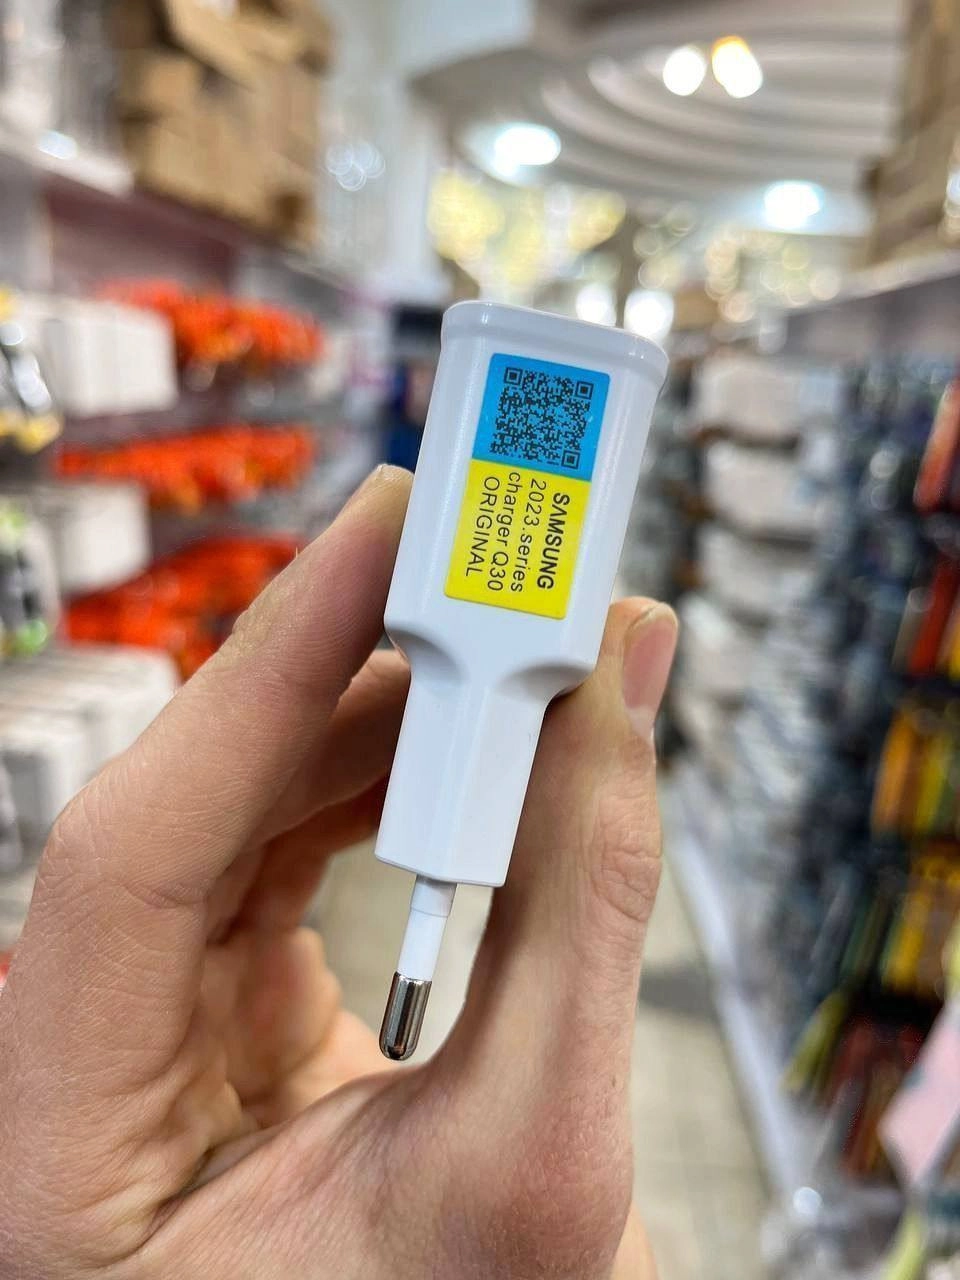 SAMSUNG
2023.series
charger Q30
ORIGINAL